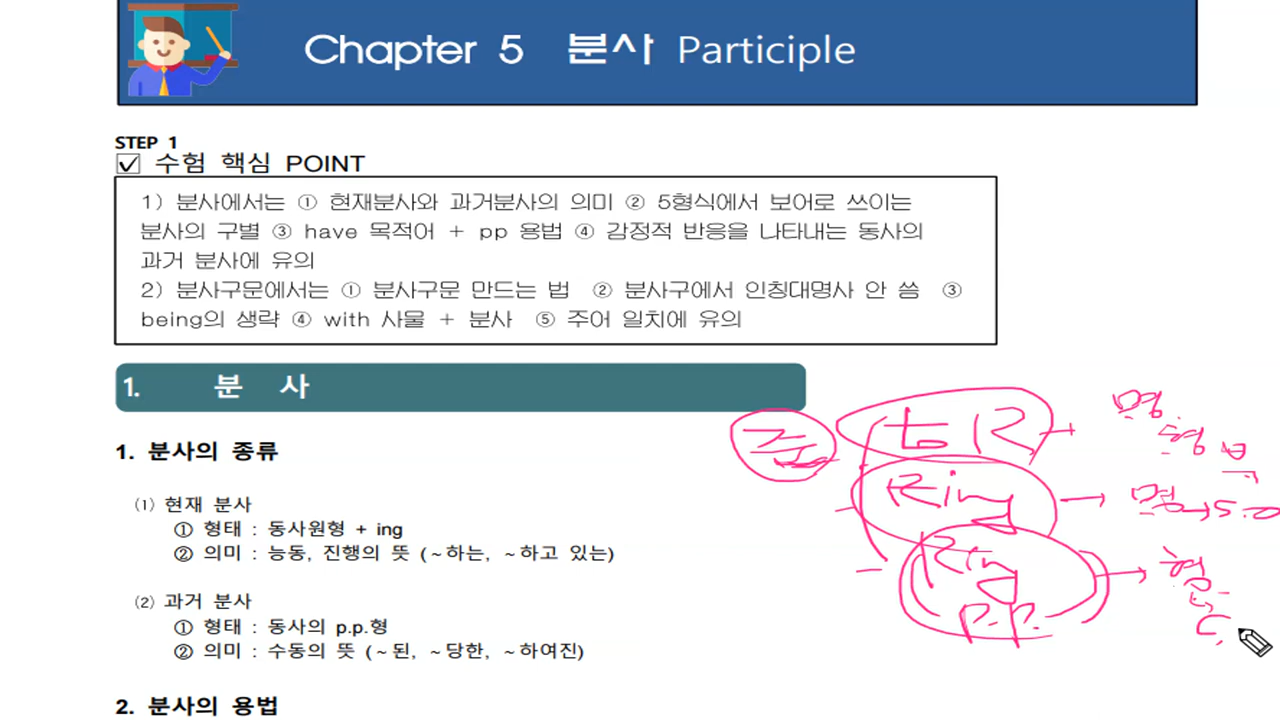 Chapter 5 분사 Participle
STEP 1
☑ 수험 핵심 POINT
1) 분사에서는 ① 현재분사와 과거분사의 의미 ② 5형식에서 보어로 쓰이는
분사의 구별 ③ have 목적어 + pp 용법 ④ 감정적 반응을 나타내는 동사의
과거 분사에 유의
2) 분사구문에서는 ① 분사구문 만드는 법 ② 분사구에서 인칭대명사 안 씀 ③
being의 생략 ④ with 사물 + 분사 ⑤ 주어 일치에 유의
1. 분 사
1. 분사의 종류
(1) 현재 분사
① 형태 : 동사원형 + ing
② 의미 : 능동, 진행의 뜻 (~하는, ~하고 있는)
(2) 과거 분사
① 형태 : 동사의 p.p.형
② 의미 : 수동의 뜻 (~된, ~당한, ~하여진)
2. 분사의 용법
준 to R → 명
형
부
Ring → 명 → S.O
Ring → 형
p.p.
C